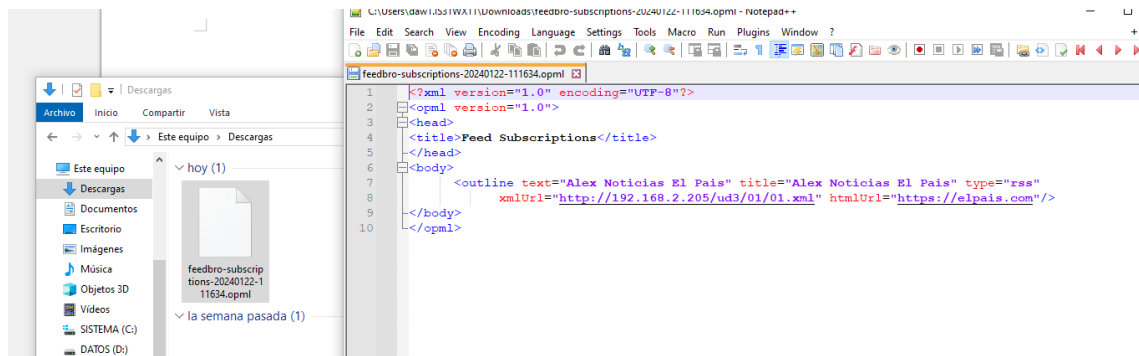 C:\Users\daw1.IS31WX11\Downloads\feedbro-subscriptions-20240122-111634.opml - Notepad++
File Edit Search View Encoding Language Settings Tools Macro Run Plugins Window ?
feedbro-subscriptions-20240122-111634.opml
1 <?xml version="1.0" encoding="UTF-8"?>
2 <opml version="1.0">
3 <head>
4 <title>Feed Subscriptions</title>
5 </head>
6 <body>
7 <outline text="Alex Noticias El Pais" title="Alex Noticias El Pais" type="rss"
8 xmlUrl="http://192.168.2.205/ud3/01/01.xml" htmlUrl="https://elpais.com"/>
9 </body>
10 </opml>
Descargas
Archivo Inicio Compartir Vista
Este equipo > Descargas
Este equipo
Descargas
Documentos
Escritorio
Imágenes
Música
Objetos 3D
Vídeos
SISTEMA (C:)
DATOS (D:)
hoy (1)
feedbro-subscrip
tions-20240122-1
11634.opml
la semana pasada (1)